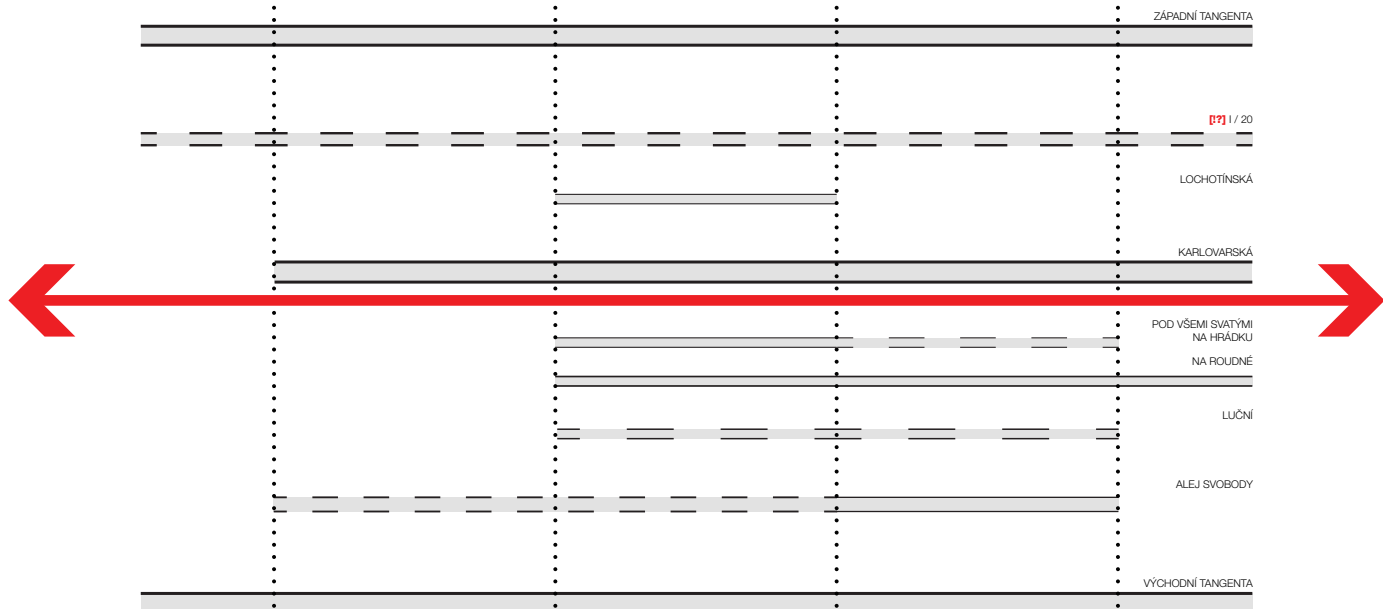 ZÁPADNÍ TANGENTA
[!?] I / 20
LOCHOTÍNSKÁ
KARLOVARSKÁ
POD VŠEMI SVATÝMI
NA HRÁDKU
NA ROUDNÉ
LUČNÍ
ALEJ SVOBODY
VÝCHODNÍ TANGENTA